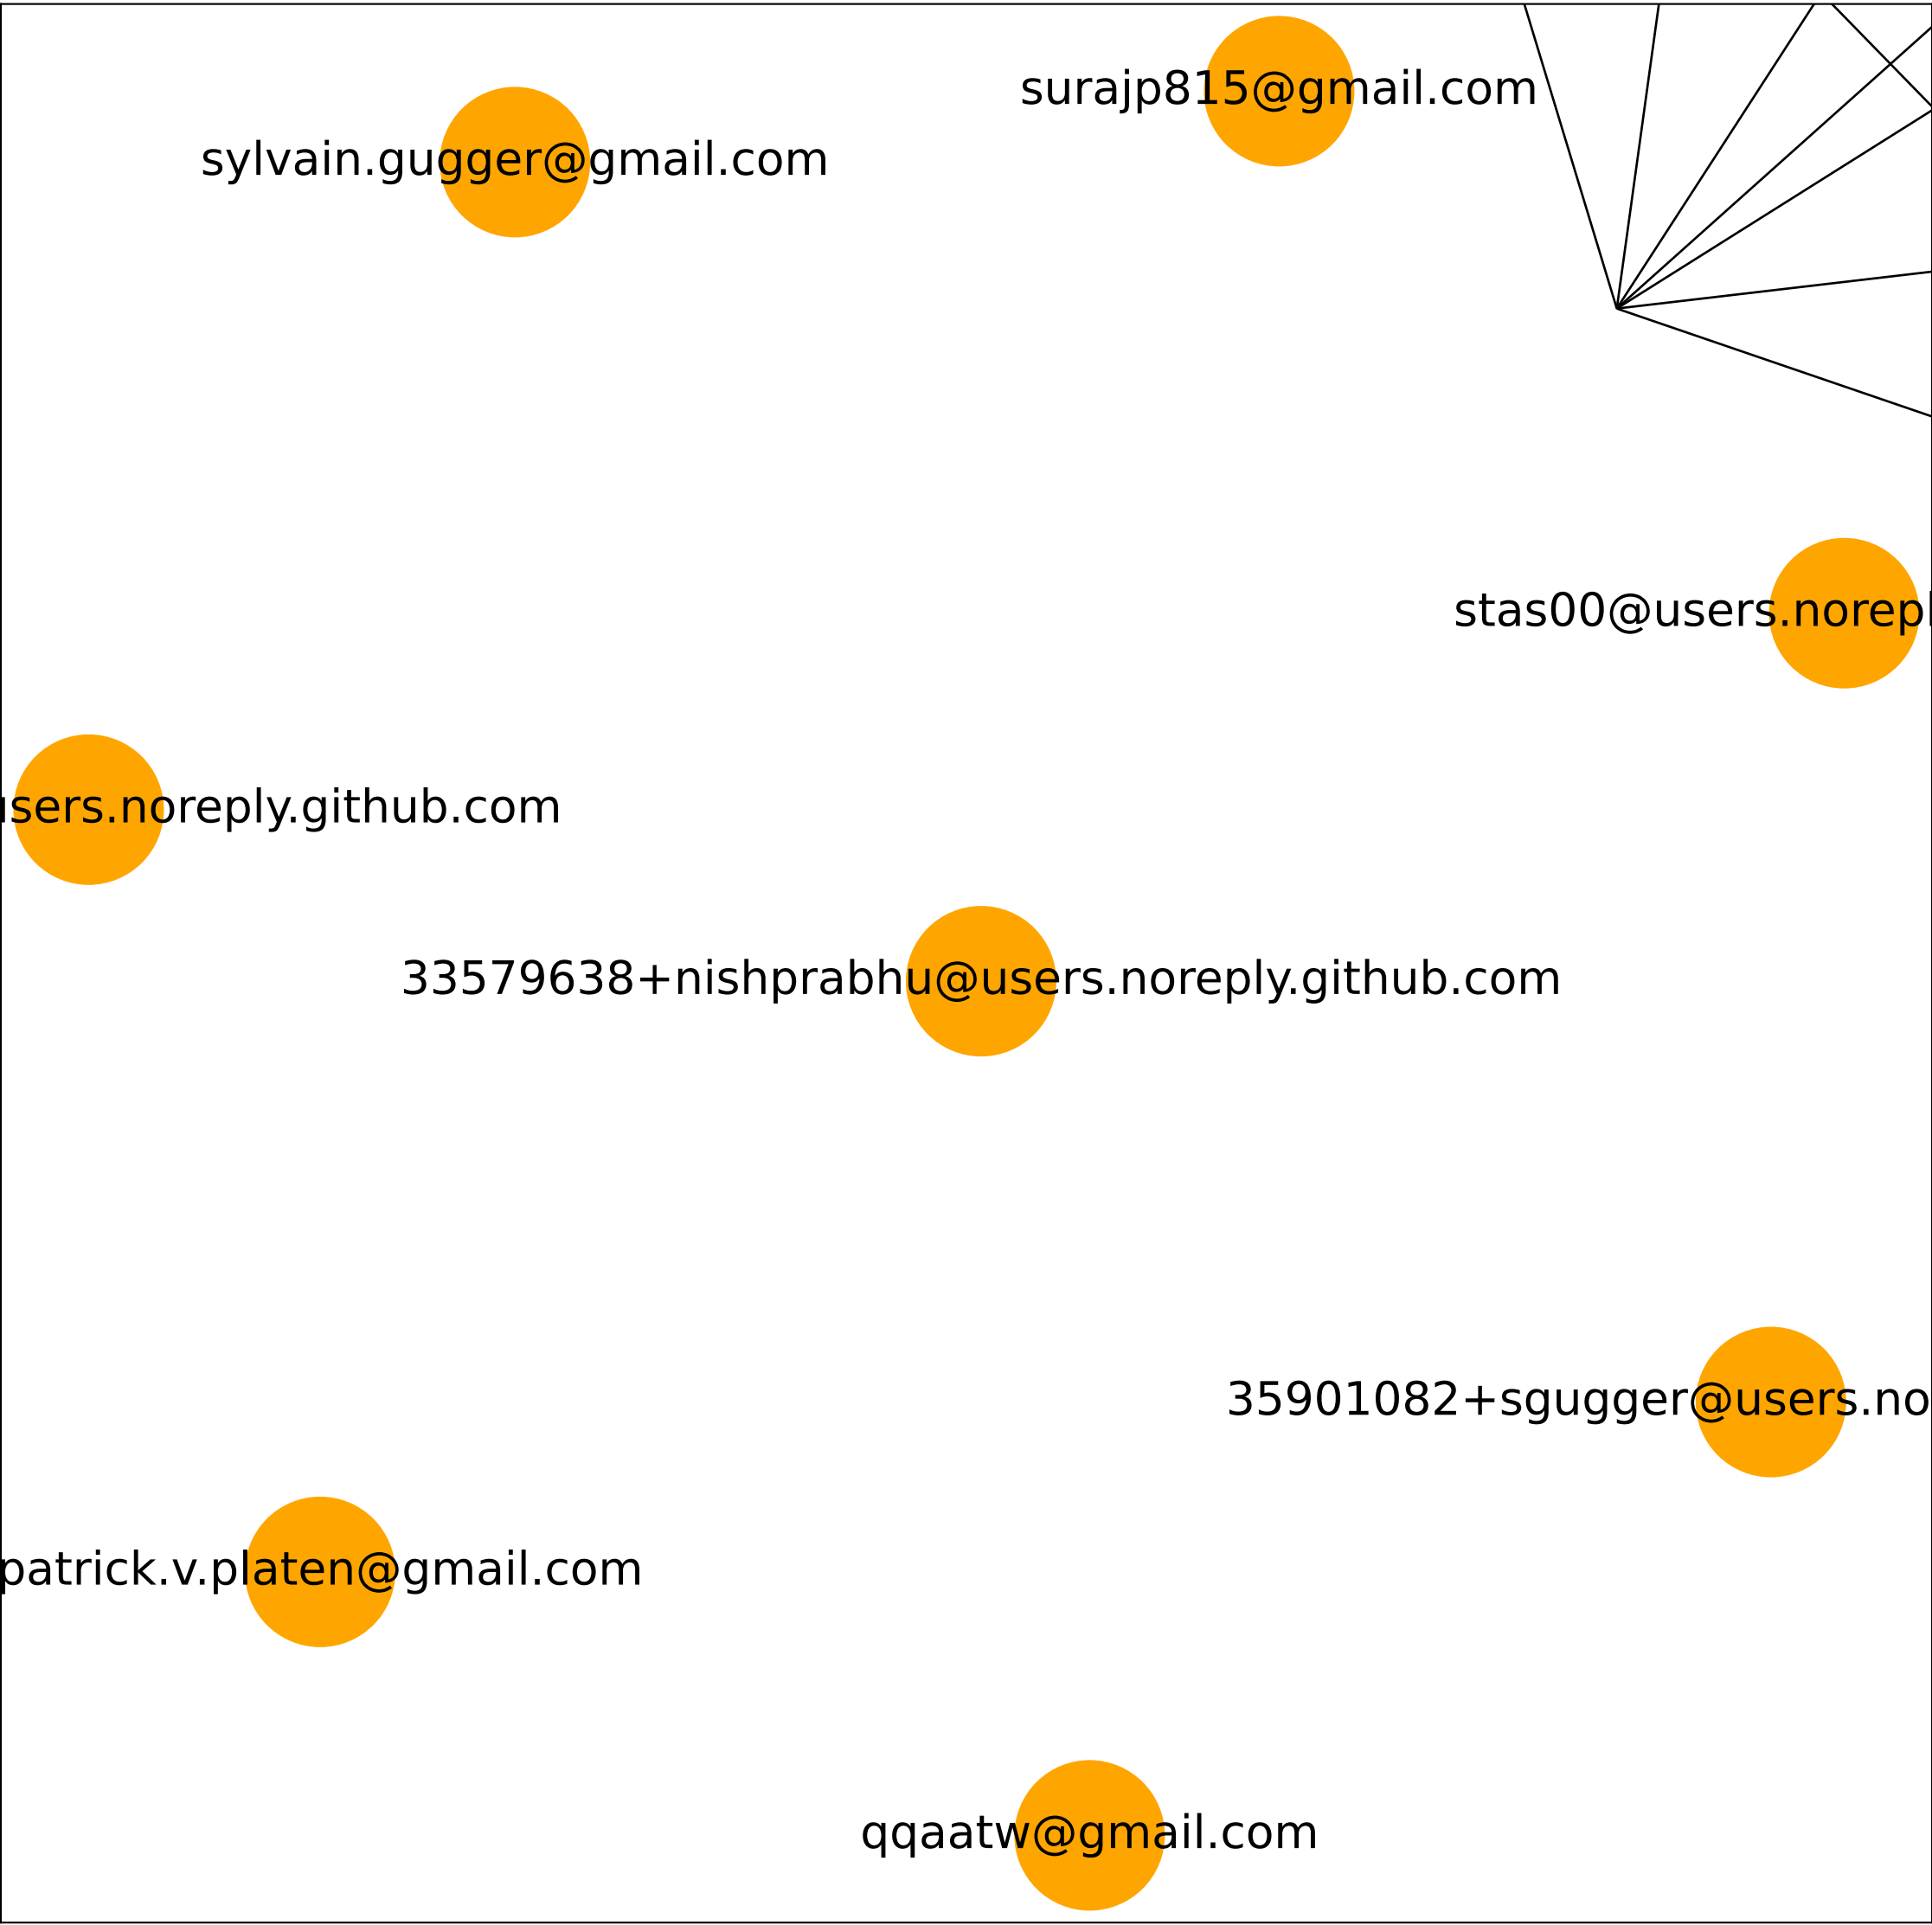 surajp815@gmail.com
sylvain.gugger@gmail.com
stas00@users.norepl
sers.noreply.github.com
33579638+nishprabhu@users.noreply.github.com
35901082+sgugger@users.no
patrick.v.platen@gmail.com
qqaatw@gmail.com